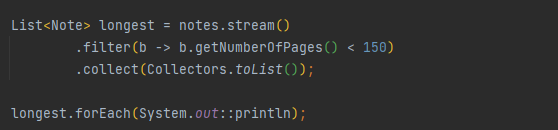 List<Note> longest = notes.stream()
        .filter(b -> b.getNumberOfPages() < 150)
        .collect(Collectors.toList());

longest.forEach(System.out::println);